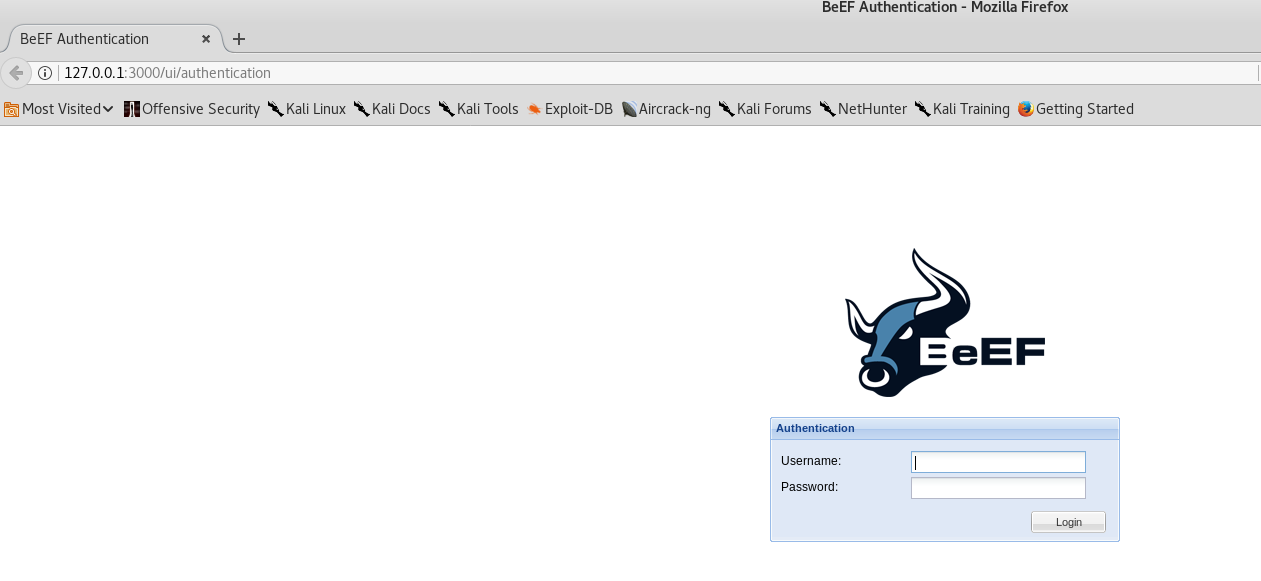 BeEF Authentication - Mozilla Firefox
BeEF Authentication
127.0.0.1:3000/ui/authentication
Most Visited Offensive Security Kali Linux Kali Docs Kali Tools Exploit-DB Aircrack-ng Kali Forums NetHunter Kali Training Getting Started
BeEF
Authentication
Username:
Password:
Login